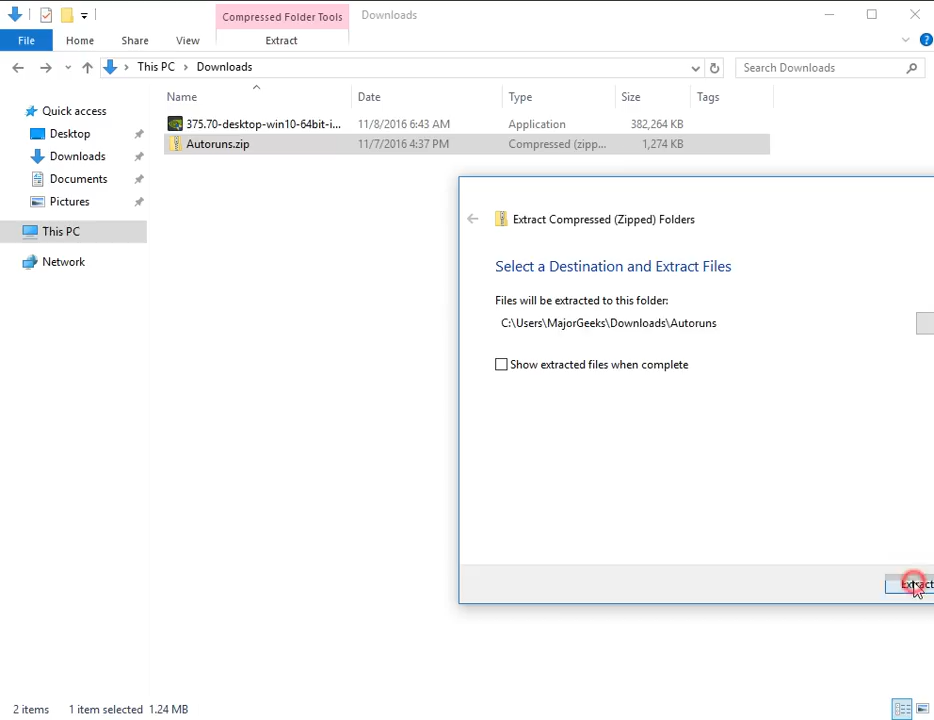 Compressed Folder Tools
Downloads
File
Home
Share
View
Extract
This PC > Downloads
Search Downloads
Name
Date
Type
Size
Tags
375.70-desktop-win10-64bit-i...
11/8/2016 6:43 AM
Application
382,264 KB
Autoruns.zip
11/7/2016 4:37 PM
Compressed (zipp...
1,274 KB
Quick access
Desktop
Downloads
Documents
Pictures
This PC
Network
Extract Compressed (Zipped) Folders
Select a Destination and Extract Files
Files will be extracted to this folder:
C:\Users\MajorGeeks\Downloads\Autoruns
Show extracted files when complete
Extract
2 items
1 item selected 1.24 MB